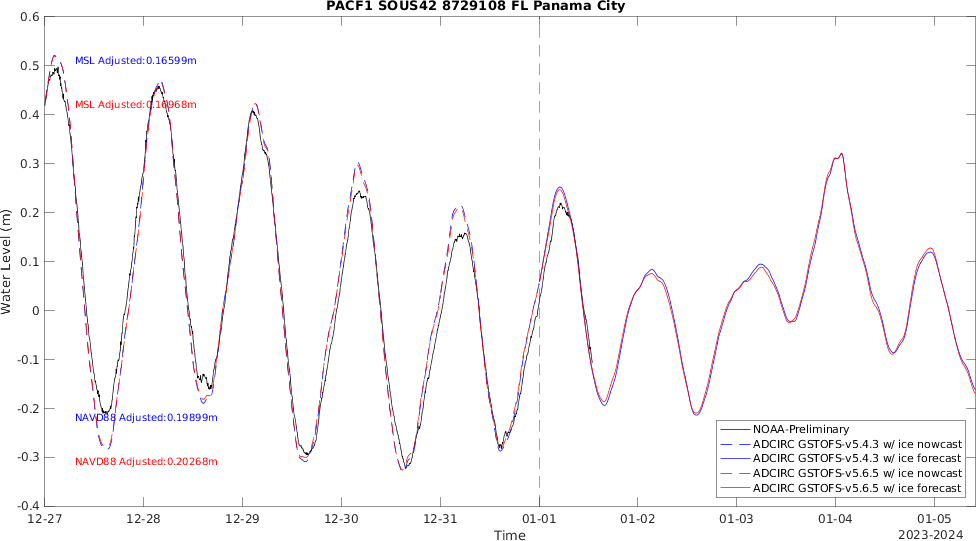 PACF1 SOUS42 8729108 FL Panama City
0.6
0.5
0.4
0.3
0.2
0.1
0
-0.1
-0.2
-0.3
-0.4
Water Level (m)
MSL Adjusted:0.16599m
MSL Adjusted:0.16968m
NAVD88 Adjusted:0.19899m
NAVD88 Adjusted:0.20268m
NOAA-Preliminary
ADCIRC GSTOFS-v5.4.3 w/ ice nowcast
ADCIRC GSTOFS-v5.4.3 w/ ice forecast
ADCIRC GSTOFS-v5.6.5 w/ ice nowcast
ADCIRC GSTOFS-v5.6.5 w/ ice forecast
12-27 12-28 12-29 12-30 12-31 01-01 01-02 01-03 01-04 01-05
Time
2023-2024